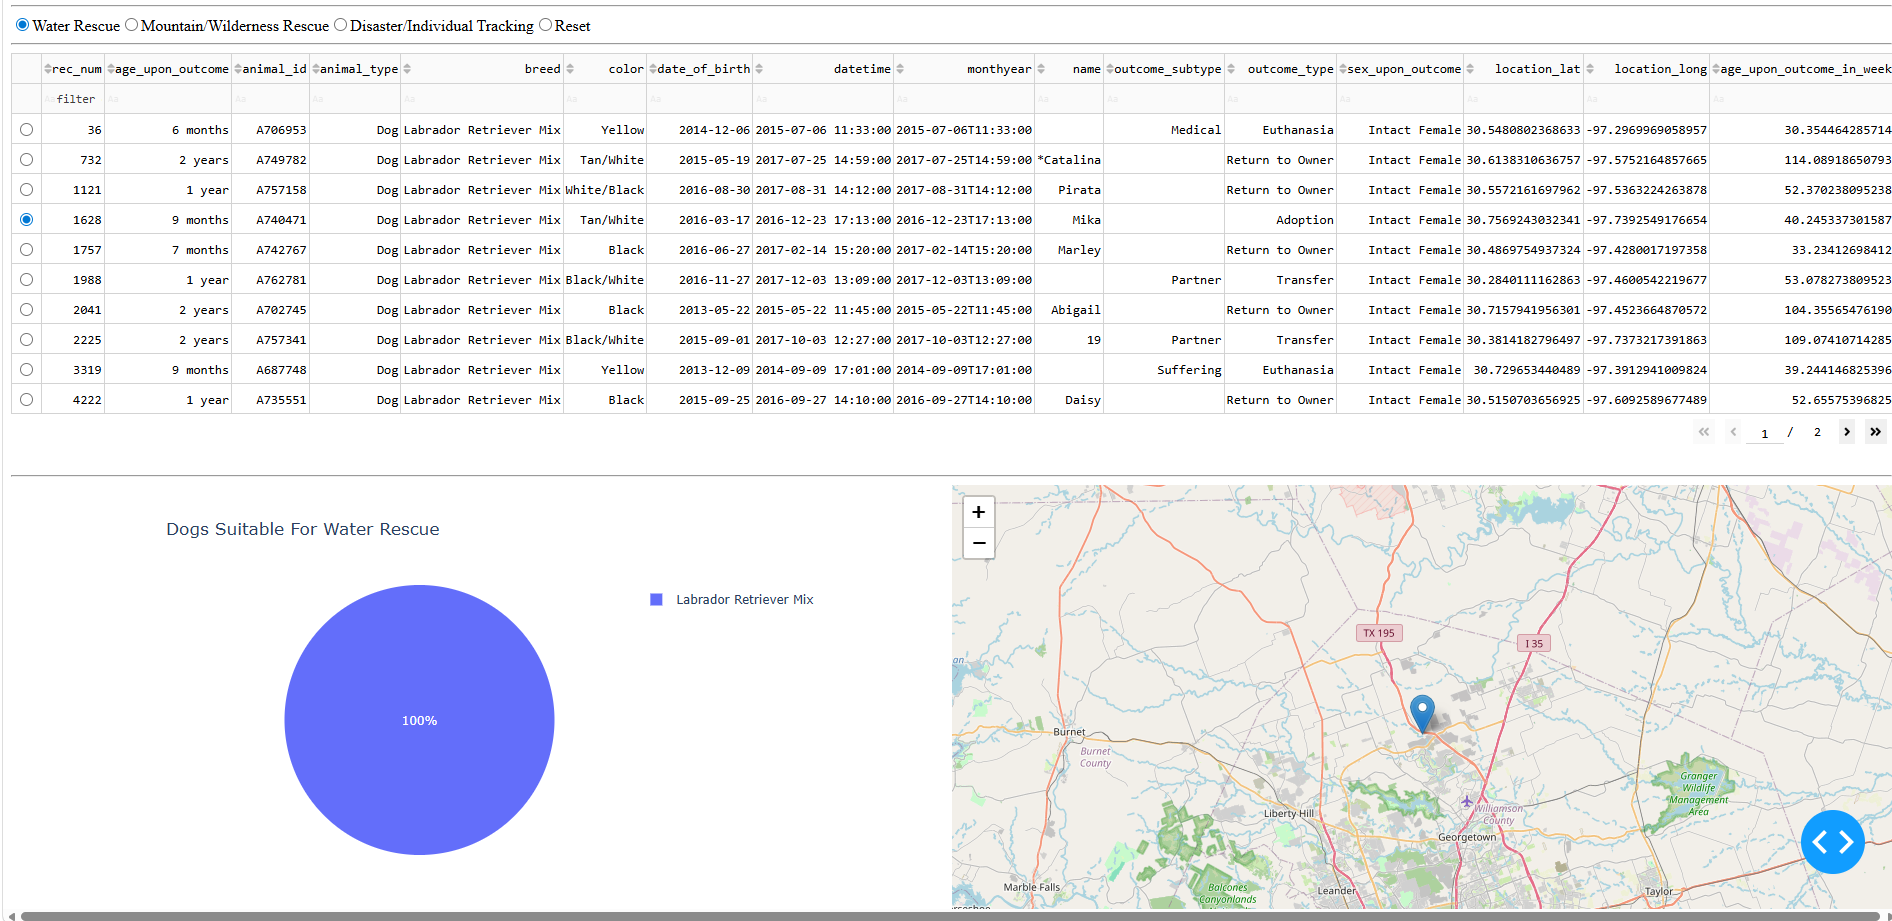 Water Rescue Mountain/Wilderness Rescue Disaster/Individual Tracking Reset
rec_num age_upon_outcome animal_id animal_type breed color date_of_birth datetime monthyear name outcome_subtype outcome_type sex_upon_outcome location_lat location_long age_upon_outcome_in_week
Aa filter Aa Aa Aa Aa Aa Aa Aa Aa Aa Aa Aa Aa Aa Aa Aa
36 6 months A706953 Dog Labrador Retriever Mix Yellow 2014-12-06 2015-07-06 11:33:00 2015-07-06T11:33:00 Medical Euthanasia Intact Female 30.5480802368633 -97.2969969058957 30.354464285714
732 2 years A749782 Dog Labrador Retriever Mix Tan/White 2015-05-19 2017-07-25 14:59:00 2017-07-25T14:59:00 *Catalina Return to Owner Intact Female 30.6138310636757 -97.5752164857665 114.08918650793
1121 1 year A757158 Dog Labrador Retriever Mix White/Black 2016-08-30 2017-08-31 14:12:00 2017-08-31T14:12:00 Pirata Return to Owner Intact Female 30.5572161697962 -97.5363224263878 52.370238095238
1628 9 months A740471 Dog Labrador Retriever Mix Tan/White 2016-03-17 2016-12-23 17:13:00 2016-12-23T17:13:00 Mika Adoption Intact Female 30.7569243032341 -97.7392549176654 40.245337301587
1757 7 months A742767 Dog Labrador Retriever Mix Black 2016-06-27 2017-02-14 15:20:00 2017-02-14T15:20:00 Marley Return to Owner Intact Female 30.4869754937324 -97.4280017197358 33.23412698412
1988 1 year A762781 Dog Labrador Retriever Mix Black/White 2016-11-27 2017-12-03 13:09:00 2017-12-03T13:09:00 Partner Transfer Intact Female 30.2840111162863 -97.4600542219677 53.078273809523
2041 2 years A702745 Dog Labrador Retriever Mix Black 2013-05-22 2015-05-22 11:45:00 2015-05-22T11:45:00 Abigail Return to Owner Intact Female 30.7157941956301 -97.4523664870572 104.35565476190
2225 2 years A757341 Dog Labrador Retriever Mix Black/White 2015-09-01 2017-10-03 12:27:00 2017-10-03T12:27:00 19 Partner Transfer Intact Female 30.3814182796497 -97.7373217391863 109.07410714285
3319 9 months A687748 Dog Labrador Retriever Mix Yellow 2013-12-09 2014-09-09 17:01:00 2014-09-09T17:01:00 Suffering Euthanasia Intact Female 30.729653440489 -97.3912941009824 39.244146825396
4222 1 year A735551 Dog Labrador Retriever Mix Black 2015-09-25 2016-09-27 14:10:00 2016-09-27T14:10:00 Daisy Return to Owner Intact Female 30.5150703656925 -97.6092589677489 52.65575396825
1 / 2
Dogs Suitable For Water Rescue
Labrador Retriever Mix
100%
+
−
TX 195
I 35
Burnet
Burnet
County
Granger
Wildlife
Management
Area
Liberty Hill
Williamson
County
Georgetown
Marble Falls
Balcones
Canyonlands
Leander
Taylor